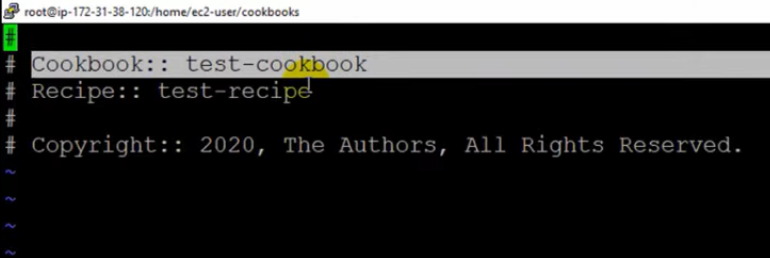 root@ip-172-31-38-120:/home/ec2-user/cookbooks
#
# Cookbook:: test-cookbook
# Recipe:: test-recipe
#
# Copyright:: 2020, The Authors, All Rights Reserved.
~
~
~
~